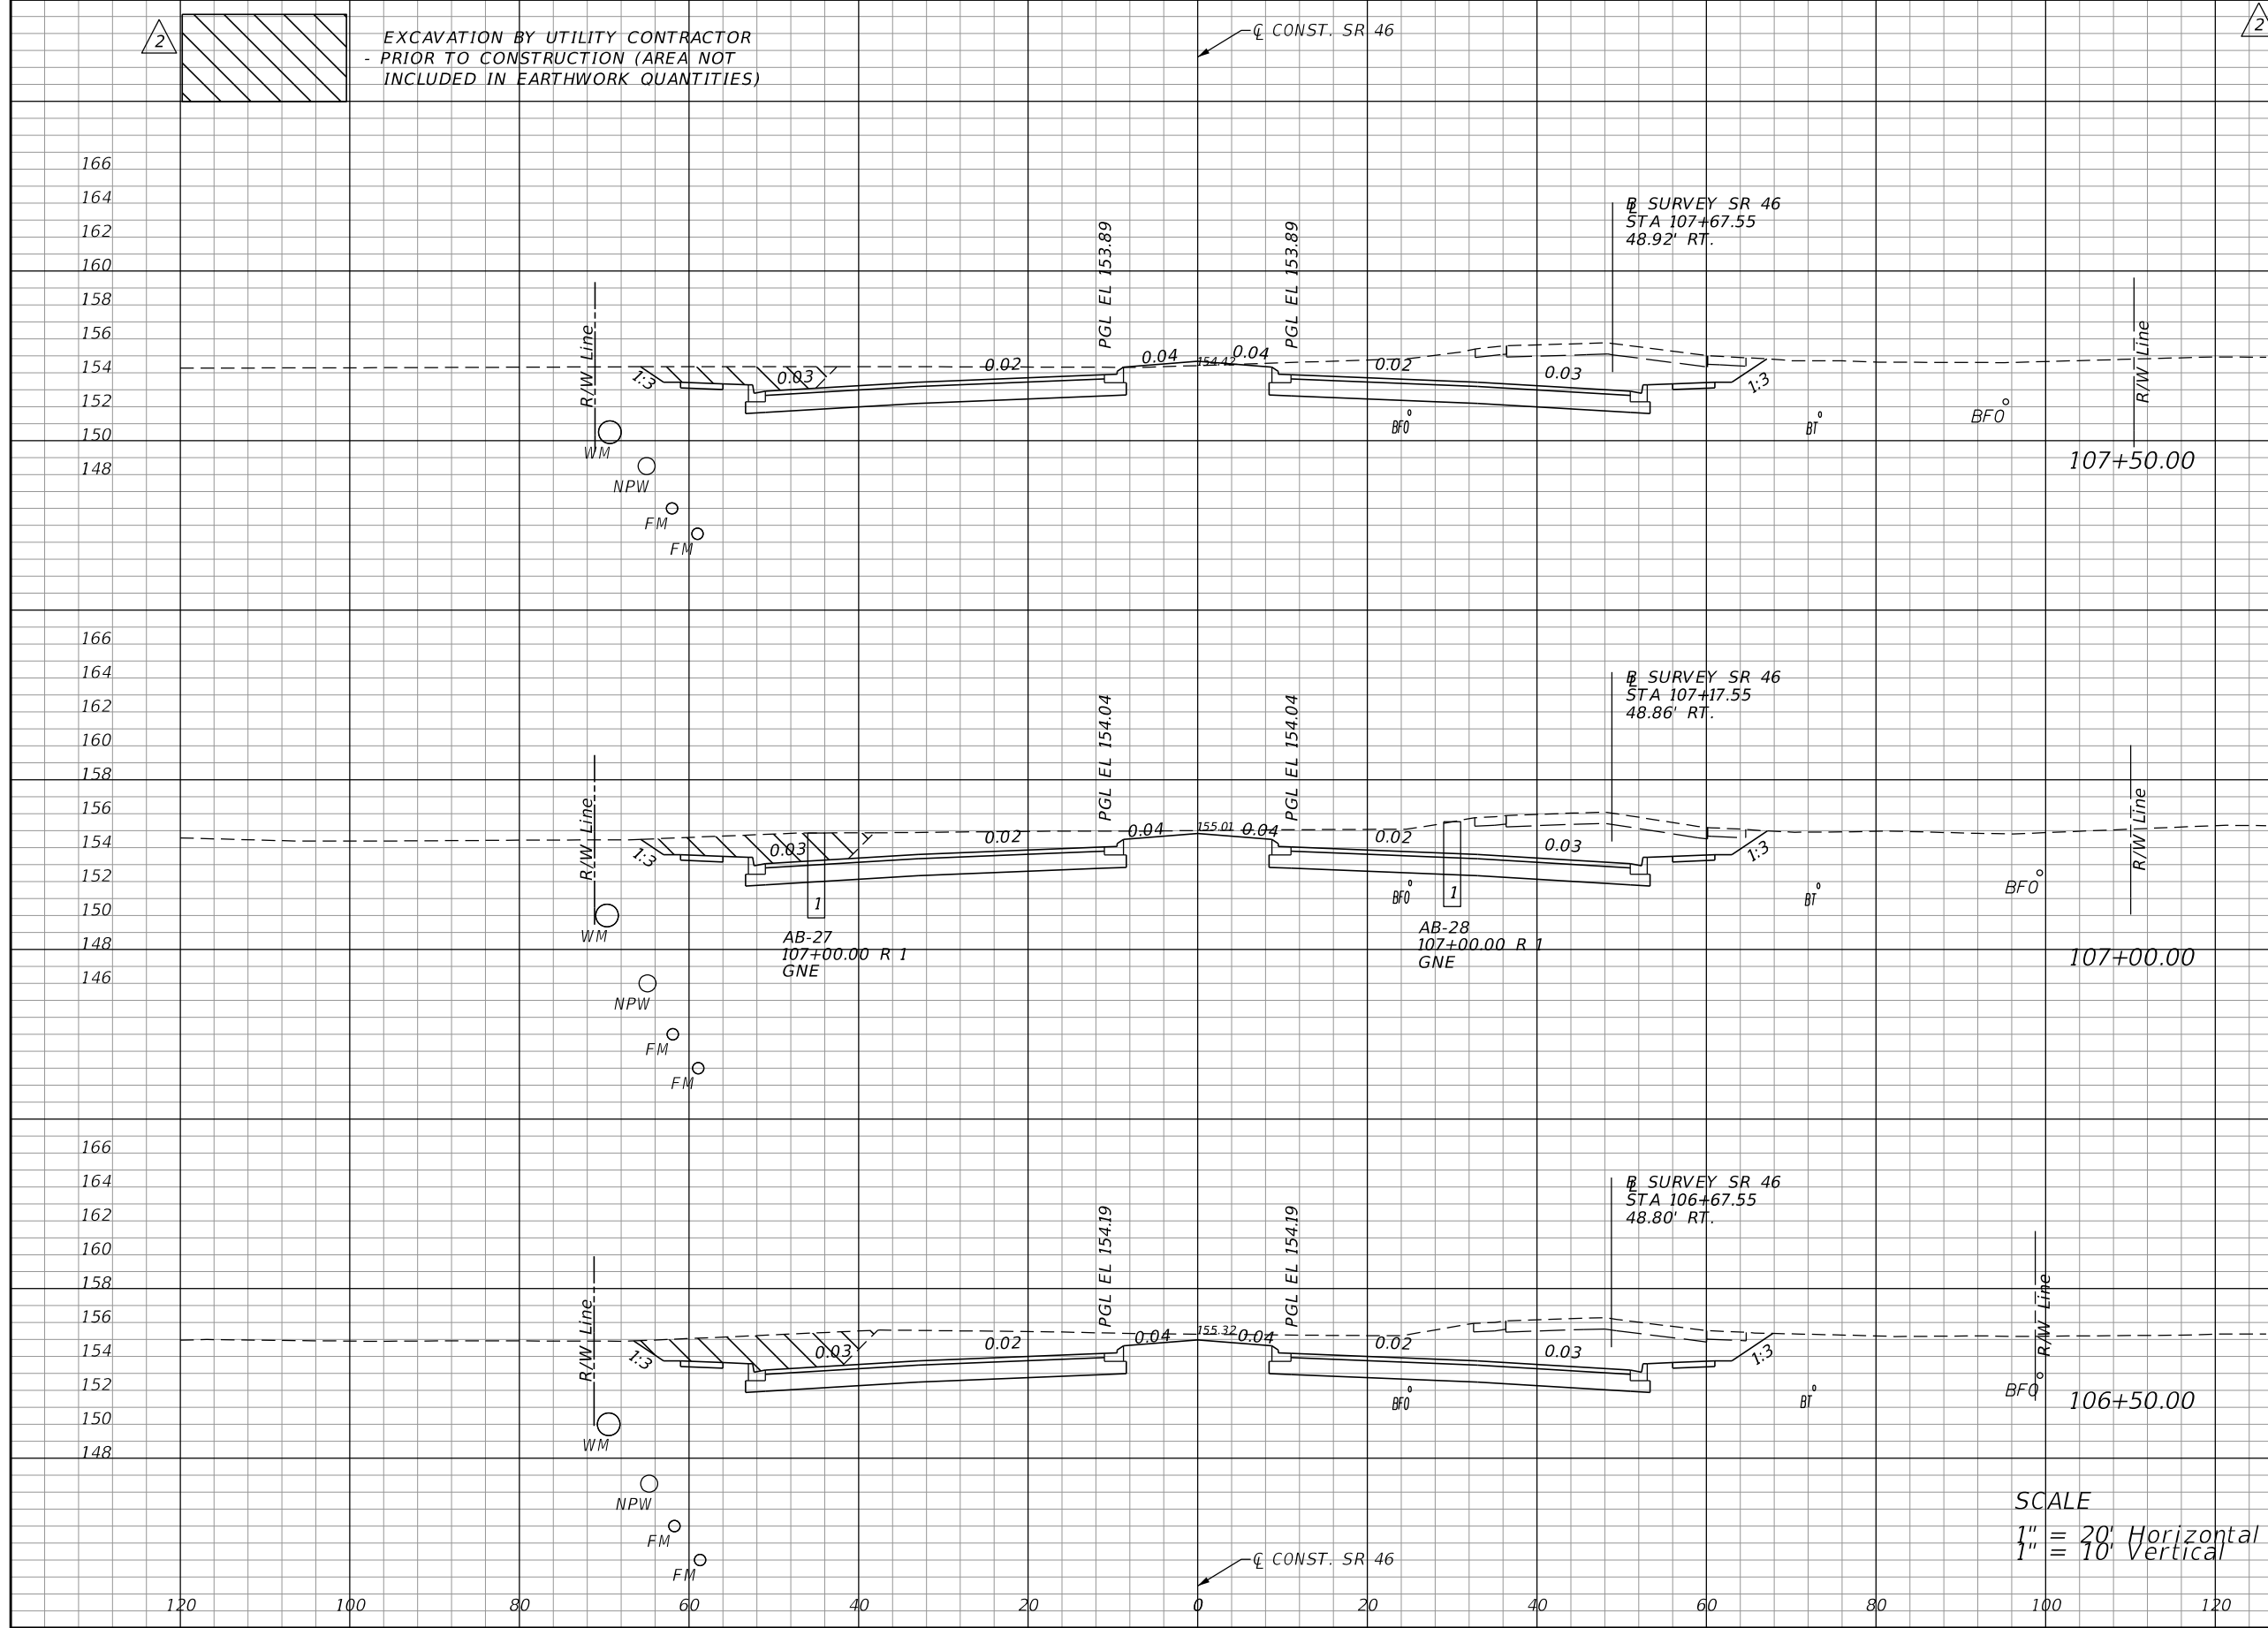 2
EXCAVATION BY UTILITY CONTRACTOR
- PRIOR TO CONSTRUCTION (AREA NOT
INCLUDED IN EARTHWORK QUANTITIES)
℄ CONST. SR 46
2
166
164
162
160
158
156
154
152
150
148
R/W Line
1:3
0.03
0.02
PGL EL 153.89
0.04
154.42
0.04
PGL EL 153.89
0.02
0.03
1:3
B̵L SURVEY SR 46
STA 107+67.55
48.92' RT.
R/W Line
WM
NPW
FM
FM
BFO
BT
BFO
107+50.00
166
164
162
160
158
156
154
152
150
148
146
R/W Line
1:3
0.03
0.02
PGL EL 154.04
0.04
155.01
0.04
PGL EL 154.04
0.02
0.03
1:3
BL SURVEY SR 46
STA 107+17.55
48.86' RT.
R/W Line
WM
NPW
FM
FM
1
AB-27
107+00.00 R 1
GNE
BFO
1
AB-28
107+00.00 R 1
GNE
BT
BFO
107+00.00
166
164
162
160
158
156
154
152
150
148
R/W Line
1:3
0.03
0.02
PGL EL 154.19
0.04
155.32
0.04
PGL EL 154.19
0.02
0.03
1:3
BL SURVEY SR 46
STA 106+67.55
48.80' RT.
R/W Line
WM
NPW
FM
FM
BFO
BT
BFO
106+50.00
SCALE
1" = 20' Horizontal
1" = 10' Vertical
℄ CONST. SR 46
120 100 80 60 40 20 0 20 40 60 80 100 120